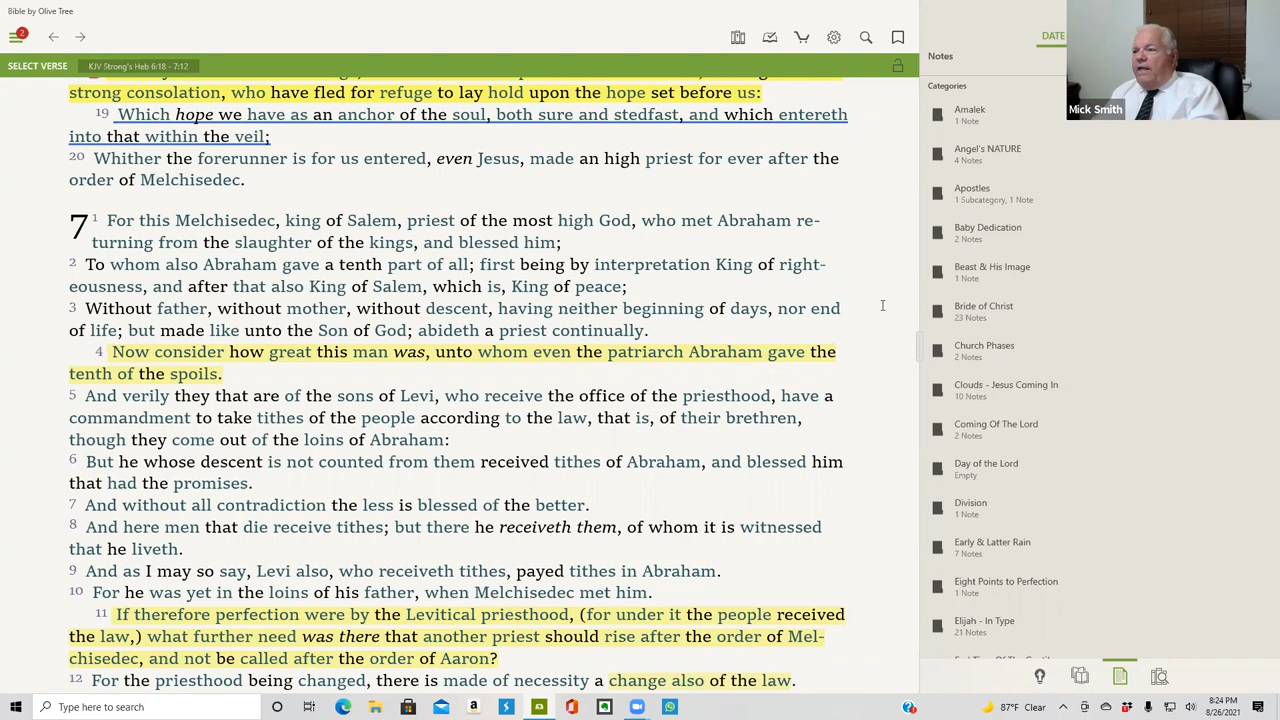 Bible by Olive Tree
2
SELECT VERSE
KJV Strong's Heb 6:18 - 7:12
strong consolation, who have fled for refuge to lay hold upon the hope set before us:
19 Which hope we have as an anchor of the soul, both sure and stedfast, and which entereth
into that within the veil;
20 Whither the forerunner is for us entered, even Jesus, made an high priest for ever after the
order of Melchisedec.
7 1 For this Melchisedec, king of Salem, priest of the most high God, who met Abraham re-
turning from the slaughter of the kings, and blessed him;
2 To whom also Abraham gave a tenth part of all; first being by interpretation King of right-
eousness, and after that also King of Salem, which is, King of peace;
3 Without father, without mother, without descent, having neither beginning of days, nor end
of life; but made like unto the Son of God; abideth a priest continually.
4 Now consider how great this man was, unto whom even the patriarch Abraham gave the
tenth of the spoils.
5 And verily they that are of the sons of Levi, who receive the office of the priesthood, have a
commandment to take tithes of the people according to the law, that is, of their brethren,
though they come out of the loins of Abraham:
6 But he whose descent is not counted from them received tithes of Abraham, and blessed him
that had the promises.
7 And without all contradiction the less is blessed of the better.
8 And here men that die receive tithes; but there he receiveth them, of whom it is witnessed
that he liveth.
9 And as I may so say, Levi also, who receiveth tithes, payed tithes in Abraham.
10 For he was yet in the loins of his father, when Melchisedec met him.
11 If therefore perfection were by the Levitical priesthood, (for under it the people received
the law,) what further need was there that another priest should rise after the order of Mel-
chisedec, and not be called after the order of Aaron?
12 For the priesthood being changed, there is made of necessity a change also of the law.
DATE
Notes
Mick Smith
Categories
Amalek
1 Note
Angel's NATURE
4 Notes
Apostles
1 Subcategory, 1 Note
Baby Dedication
2 Notes
Beast & His Image
1 Note
Bride of Christ
23 Notes
Church Phases
2 Notes
Clouds - Jesus Coming In
10 Notes
Coming Of The Lord
2 Notes
Day of the Lord
Empty
Division
1 Note
Early & Latter Rain
7 Notes
Eight Points to Perfection
1 Note
Elijah - In Type
21 Notes
Type here to search
87°F Clear
8:24 PM
8/26/2021